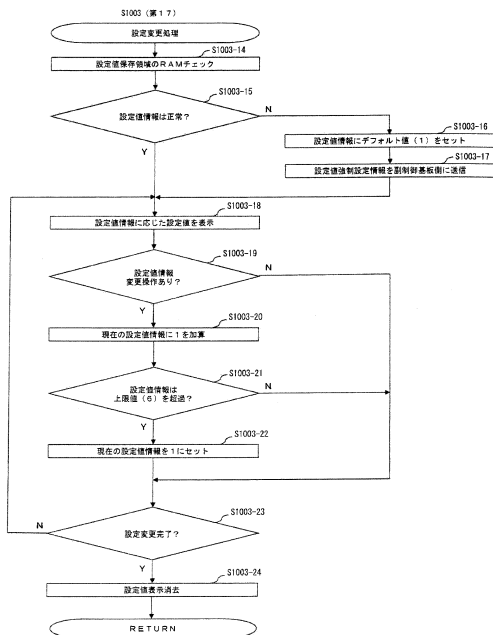 S1003（第１７）
設定変更処理
S1003-14
設定値保存領域のＲＡＭチェック
S1003-15
設定値情報は正常？
N
Y
S1003-16
設定値情報にデフォルト値（１）をセット
S1003-17
設定値強制設定情報を副制御基板側に送信
S1003-18
設定値情報に応じた設定値を表示
S1003-19
設定値情報
変更操作あり？
N
Y
S1003-20
現在の設定値情報に１を加算
S1003-21
設定値情報は
上限値（６）を超過？
N
Y
S1003-22
現在の設定値情報を１にセット
S1003-23
設定変更完了？
N
Y
S1003-24
設定値表示消去
ＲＥＴＵＲＮ